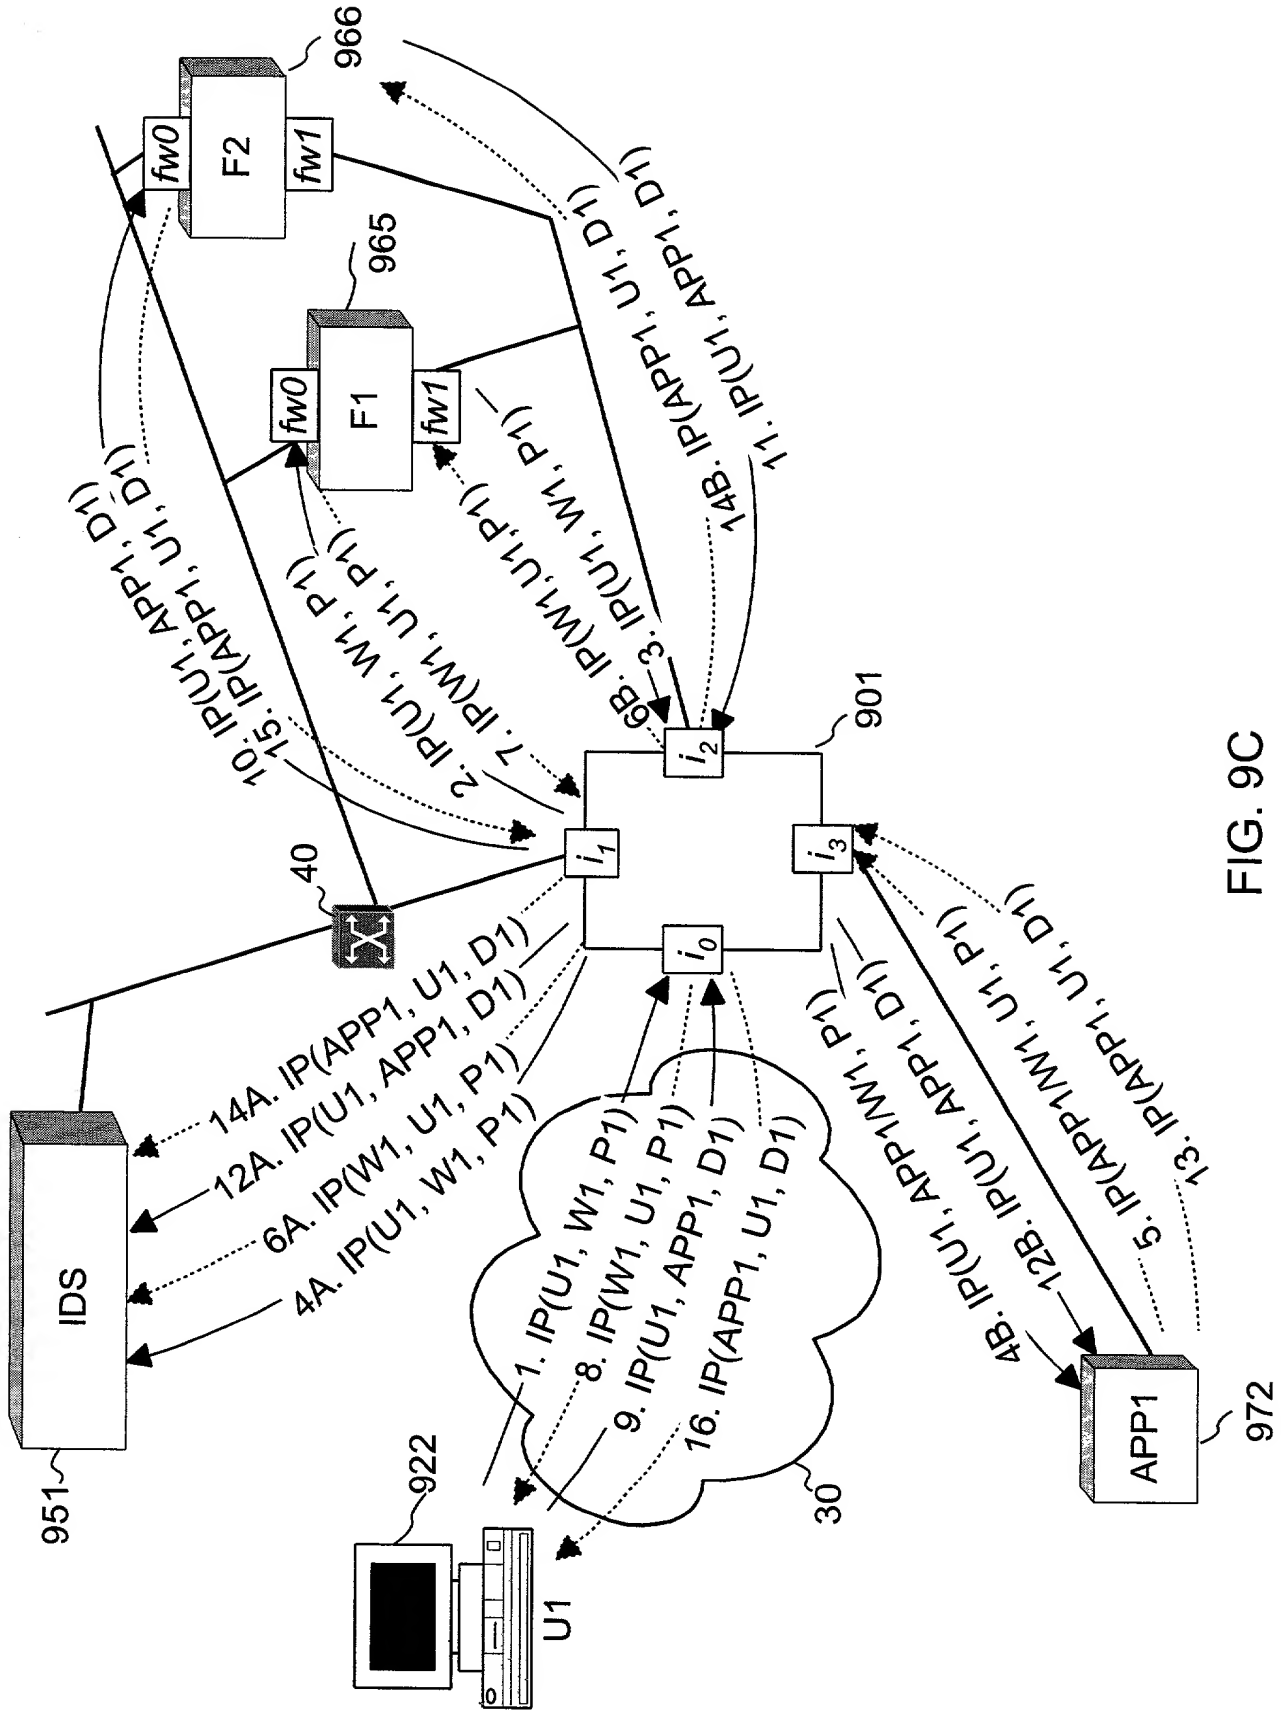 951
IDS
922
U1
30
40
901
972
APP1
965
fw0
F1
fw1
966
fw0
F2
fw1
i0
i1
i2
i3
1. IP(U1, W1, P1)
8. IP(W1, U1, P1)
9. IP(U1, APP1, D1)
16. IP(APP1, U1, D1)
14A. IP(APP1, U1, D1)
12A. IP(U1, APP1, D1)
6A. IP(W1, U1, P1)
4A. IP(U1, W1, P1)
10. IP(U1, APP1, D1)
15. IP(APP1, U1, D1)
2. IP(U1, W1, P1)
7. IP(W1, U1, P1)
6B. IP(W1,U1,P1)
3. IP(U1, W1, P1)
14B. IP(APP1, U1, D1)
11. IP(U1, APP1, D1)
4B. IP(U1, APP1/W1, P1)
12B. IP(U1, APP1, D1)
5. IP(APP1/W1, U1, P1)
13. IP(APP1, U1, D1)
FIG. 9C